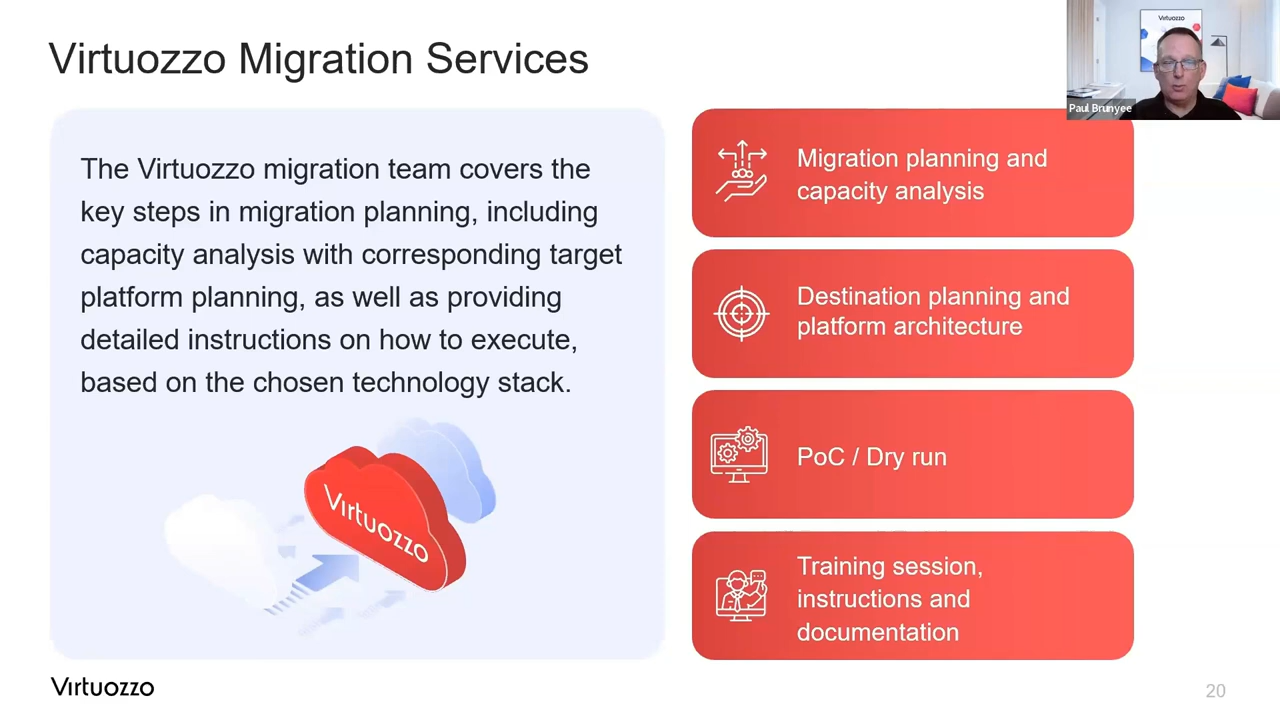 Virtuozzo Migration Services
Virtuozzo
Paul Brunyee
The Virtuozzo migration team covers the
key steps in migration planning, including
capacity analysis with corresponding target
platform planning, as well as providing
detailed instructions on how to execute,
based on the chosen technology stack.
Virtuozzo
Migration planning and
capacity analysis
Destination planning and
platform architecture
PoC / Dry run
Training session,
instructions and
documentation
Virtuozzo
20